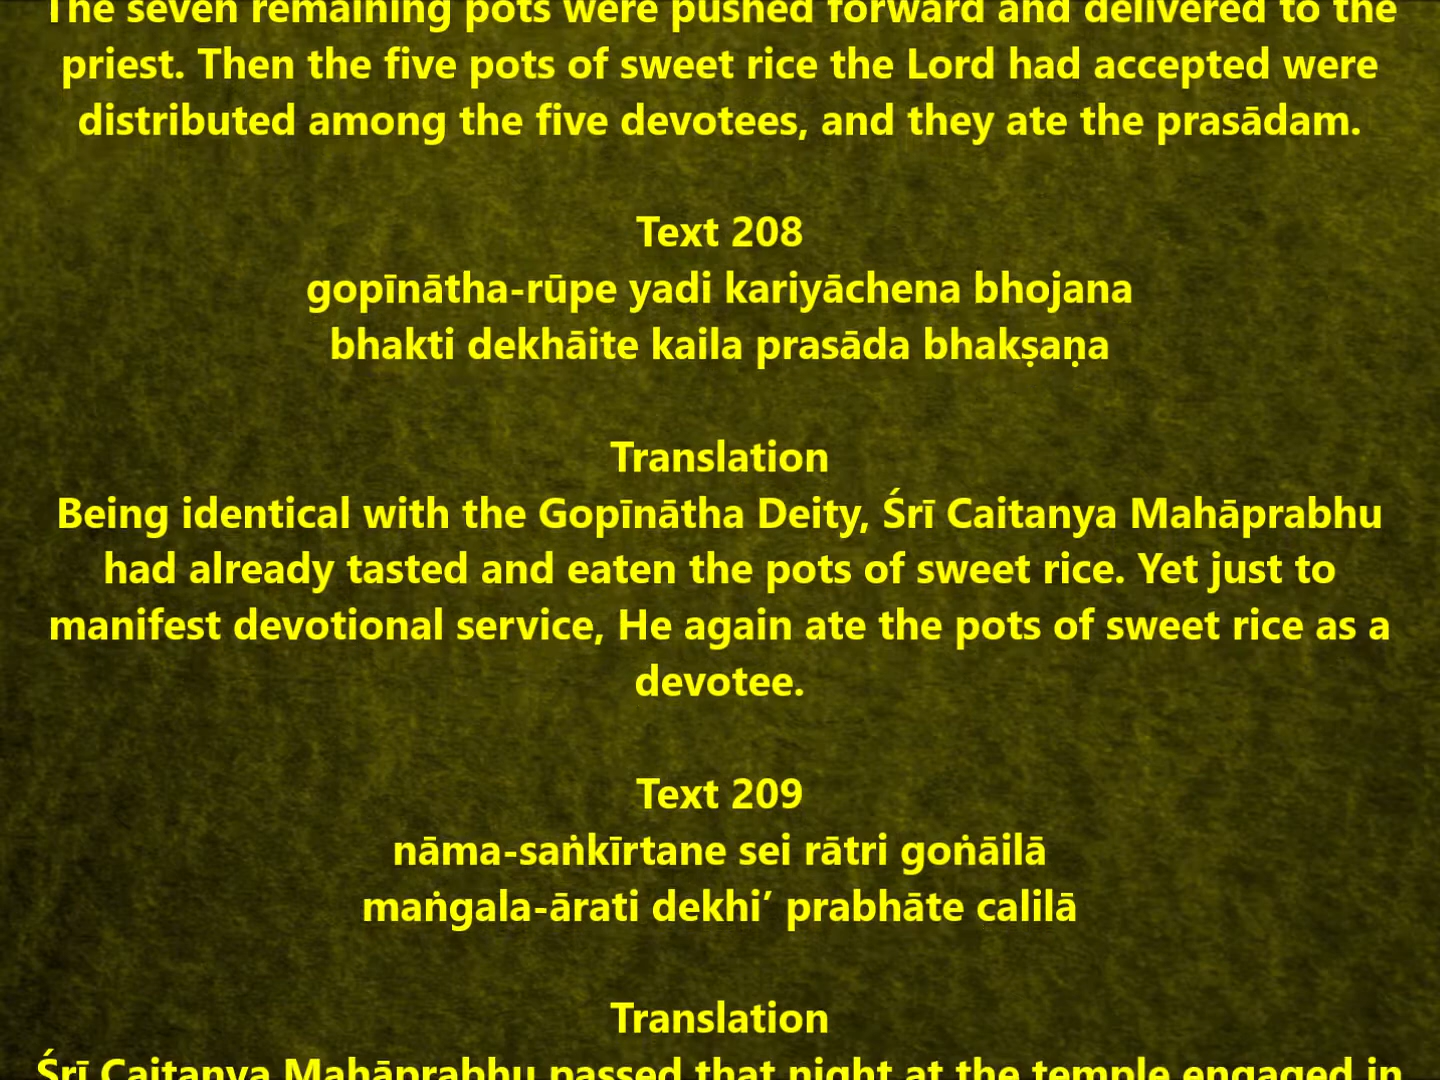 The seven remaining pots were pushed forward and delivered to the
priest. Then the five pots of sweet rice the Lord had accepted were
distributed among the five devotees, and they ate the prasādam.
Text 208
gopīnātha-rūpe yadi kariyāchena bhojana
bhakti dekhāite kaila prasāda bhakṣaṇa
Translation
Being identical with the Gopīnātha Deity, Śrī Caitanya Mahāprabhu
had already tasted and eaten the pots of sweet rice. Yet just to
manifest devotional service, He again ate the pots of sweet rice as a
devotee.
Text 209
nāma-saṅkīrtane sei rātri goṅāilā
maṅgala-ārati dekhi’ prabhāte calilā
Translation
Śrī Caitanya Mahāprabhu passed that night at the temple engaged in